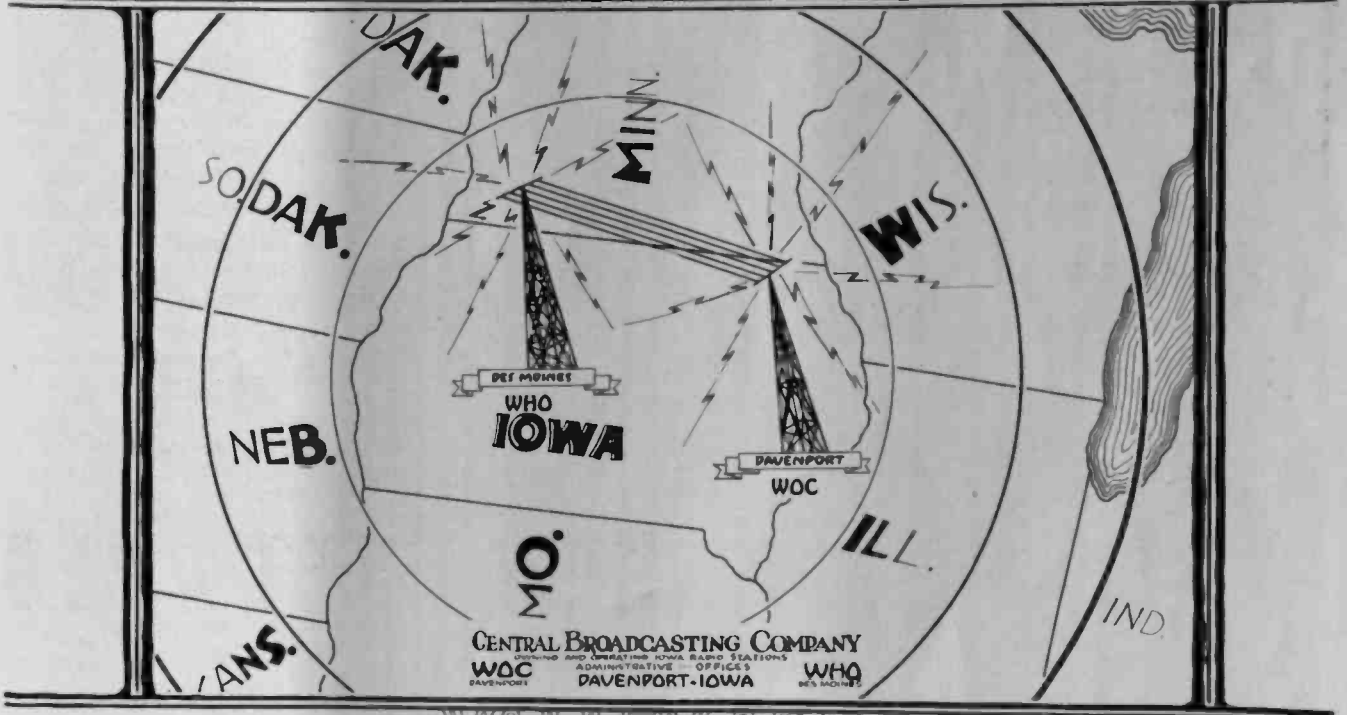 DAK.
MINN.
SO. DAK.
WIS.
DES MOINES
WHO
IOWA
NEB.
DAVENPORT
WOC
MO.
ILL.
IND.
KANS.
CENTRAL BROADCASTING COMPANY
OWNING AND OPERATING IOWA RADIO STATIONS
WOC ADMINISTRATIVE OFFICES WHO
DAVENPORT DAVENPORT-IOWA DES MOINES